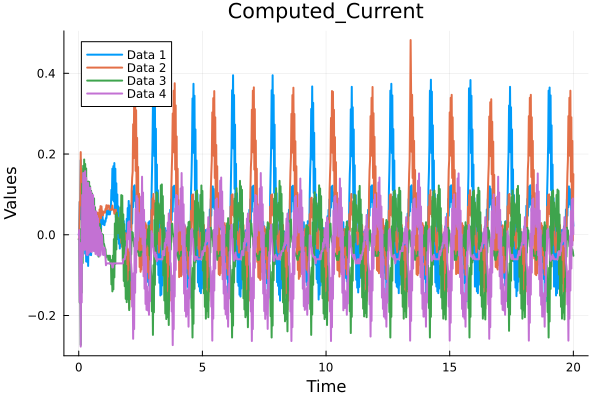 Computed_Current
Data 1
Data 2
Data 3
Data 4
0.4
0.2
0.0
−0.2
Values
0 5 10 15 20
Time